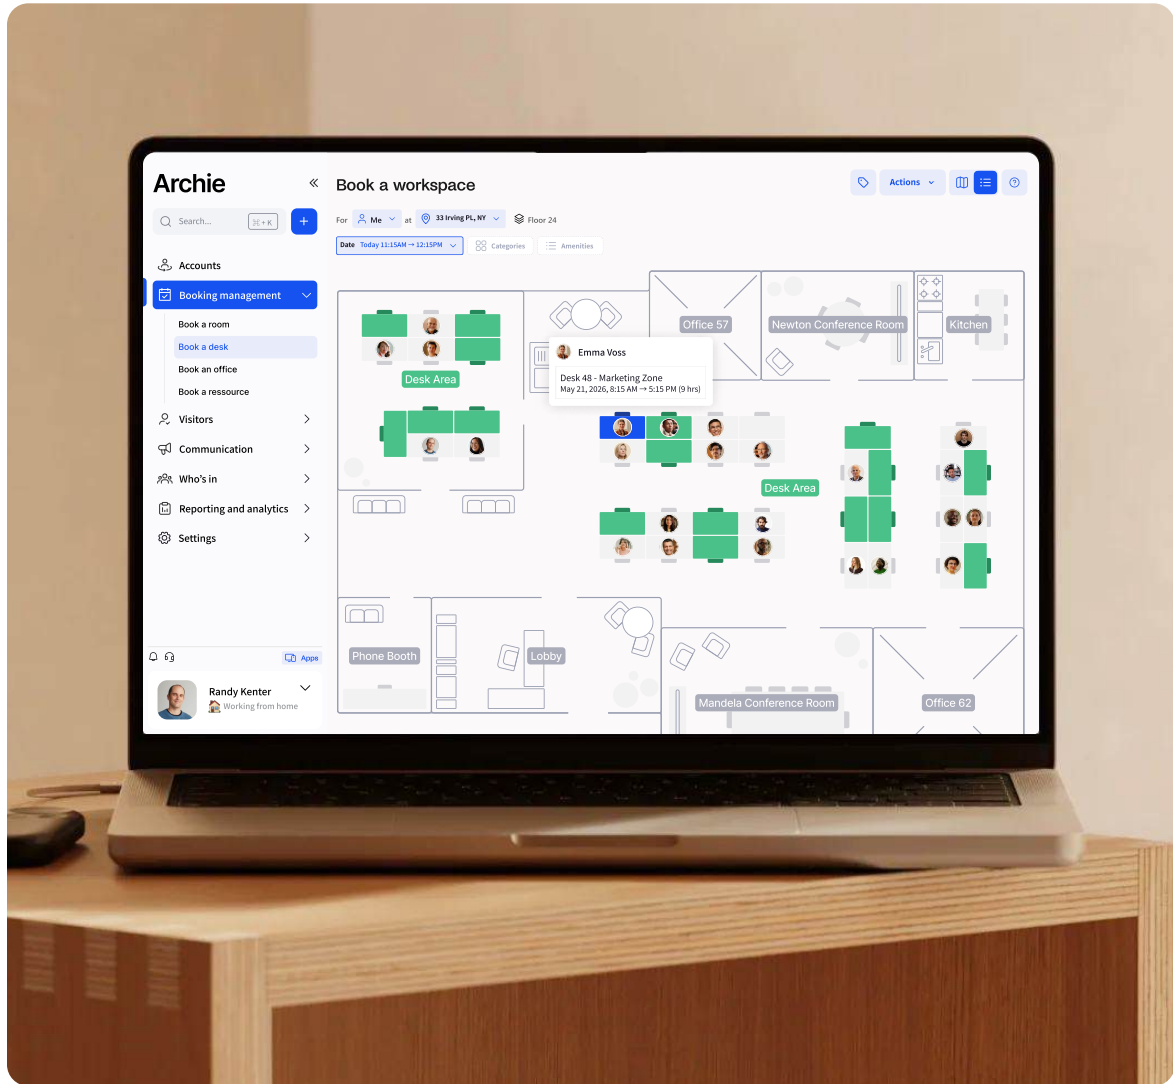 Archie
Search...
⌘ + K
Accounts
Booking management
Book a room
Book a desk
Book an office
Book a ressource
Visitors
Communication
Who's in
Reporting and analytics
Settings
Apps
Randy Kenter
Working from home
Book a workspace
Actions
For Me at 33 Irving PL, NY Floor 24
Date Today 11:15AM → 12:15PM
Categories
Amenities
Office 57
Newton Conference Room
Kitchen
Emma Voss
Desk 48 - Marketing Zone
May 21, 2026, 8:15 AM → 5:15 PM (9 hrs)
Desk Area
Desk Area
Phone Booth
Lobby
Mandela Conference Room
Office 62